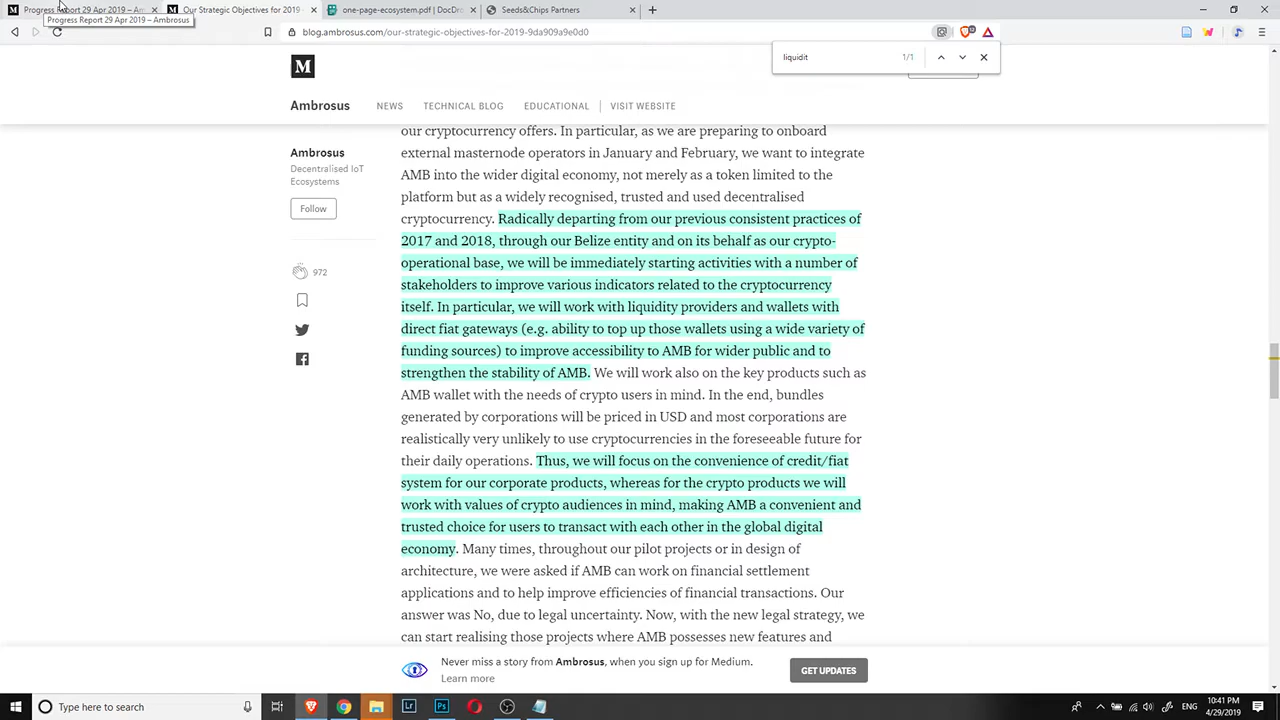 Progress Report 29 Apr 2019 – Am
Our Strategic Objectives for 2019
one-page-ecosystem.pdf | DocDro
Seeds&Chips Partners
Progress Report 29 Apr 2019 – Ambrosus
blog.ambrosus.com/our-strategic-objectives-for-2019-9da909a9e0d0
liquidit
1/1
M
Ambrosus
NEWS
TECHNICAL BLOG
EDUCATIONAL
VISIT WEBSITE
Ambrosus
Decentralised IoT
Ecosystems
Follow
972
our cryptocurrency offers. In particular, as we are preparing to onboard
external masternode operators in January and February, we want to integrate
AMB into the wider digital economy, not merely as a token limited to the
platform but as a widely recognised, trusted and used decentralised
cryptocurrency. Radically departing from our previous consistent practices of
2017 and 2018, through our Belize entity and on its behalf as our crypto-
operational base, we will be immediately starting activities with a number of
stakeholders to improve various indicators related to the cryptocurrency
itself. In particular, we will work with liquidity providers and wallets with
direct fiat gateways (e.g. ability to top up those wallets using a wide variety of
funding sources) to improve accessibility to AMB for wider public and to
strengthen the stability of AMB. We will work also on the key products such as
AMB wallet with the needs of crypto users in mind. In the end, bundles
generated by corporations will be priced in USD and most corporations are
realistically very unlikely to use cryptocurrencies in the foreseeable future for
their daily operations. Thus, we will focus on the convenience of credit/fiat
system for our corporate products, whereas for the crypto products we will
work with values of crypto audiences in mind, making AMB a convenient and
trusted choice for users to transact with each other in the global digital
economy. Many times, throughout our pilot projects or in design of
architecture, we were asked if AMB can work on financial settlement
applications and to help improve efficiencies of financial transactions. Our
answer was No, due to legal uncertainty. Now, with the new legal strategy, we
can start realising those projects where AMB possesses new features and
Never miss a story from Ambrosus, when you sign up for Medium.
Learn more
GET UPDATES
Type here to search
ENG
10:41 PM
4/29/2019